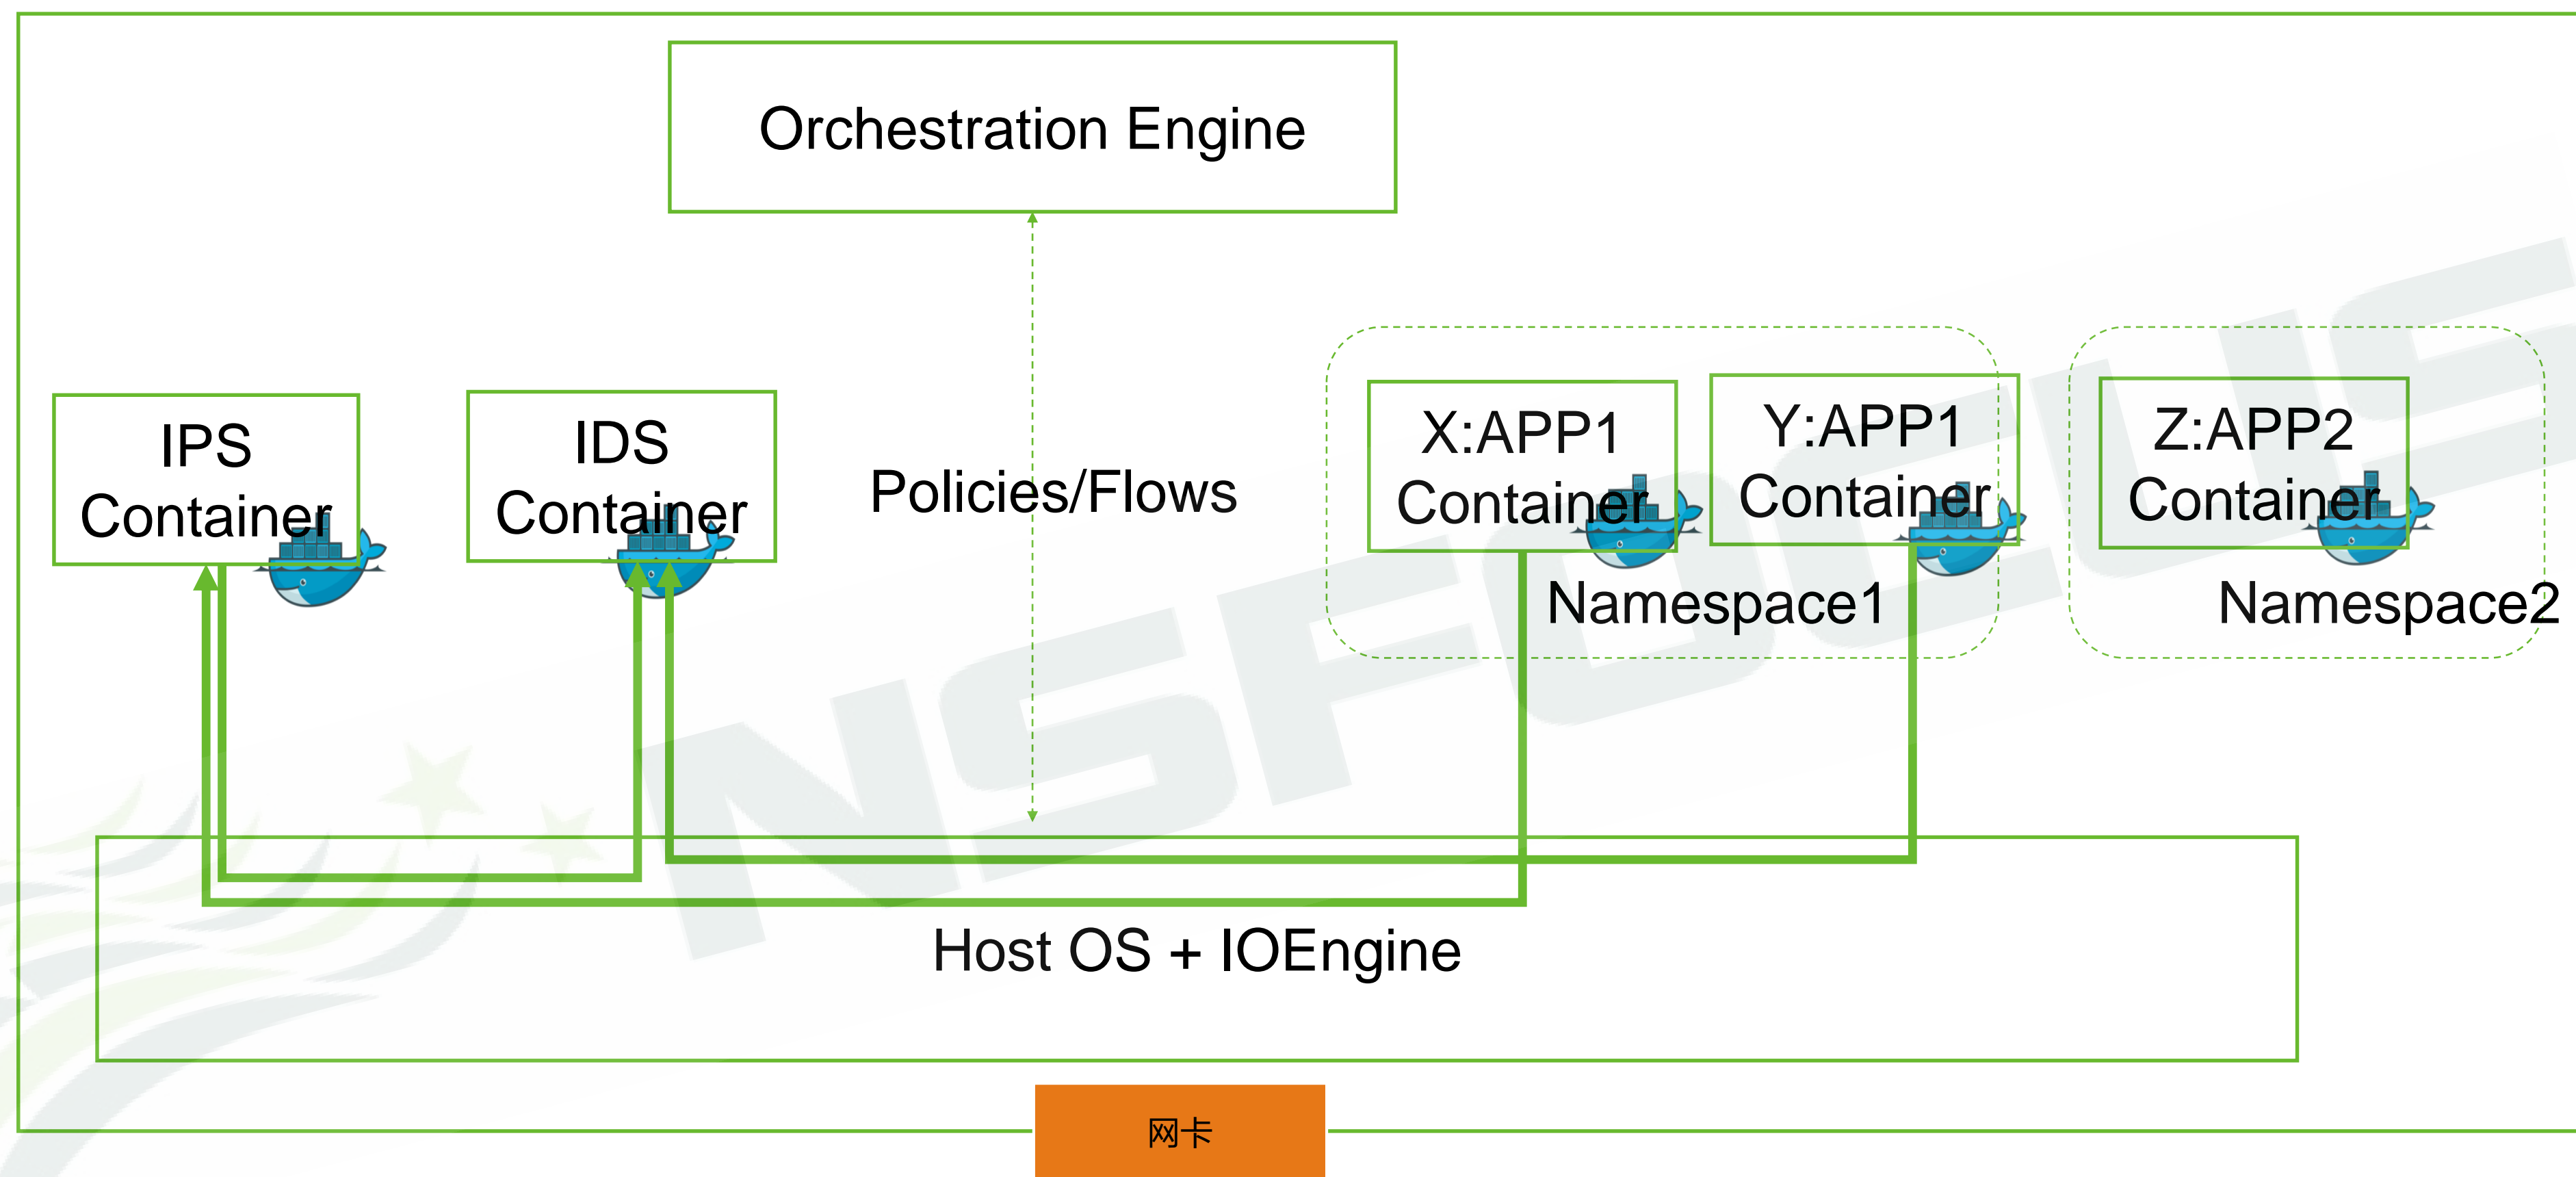 Orchestration Engine
IPS
Container
IDS
Container
Policies/Flows
X:APP1
Container
Y:APP1
Container
Namespace1
Z:APP2
Container
Namespace2
Host OS + IOEngine
网卡
NSFOCUS